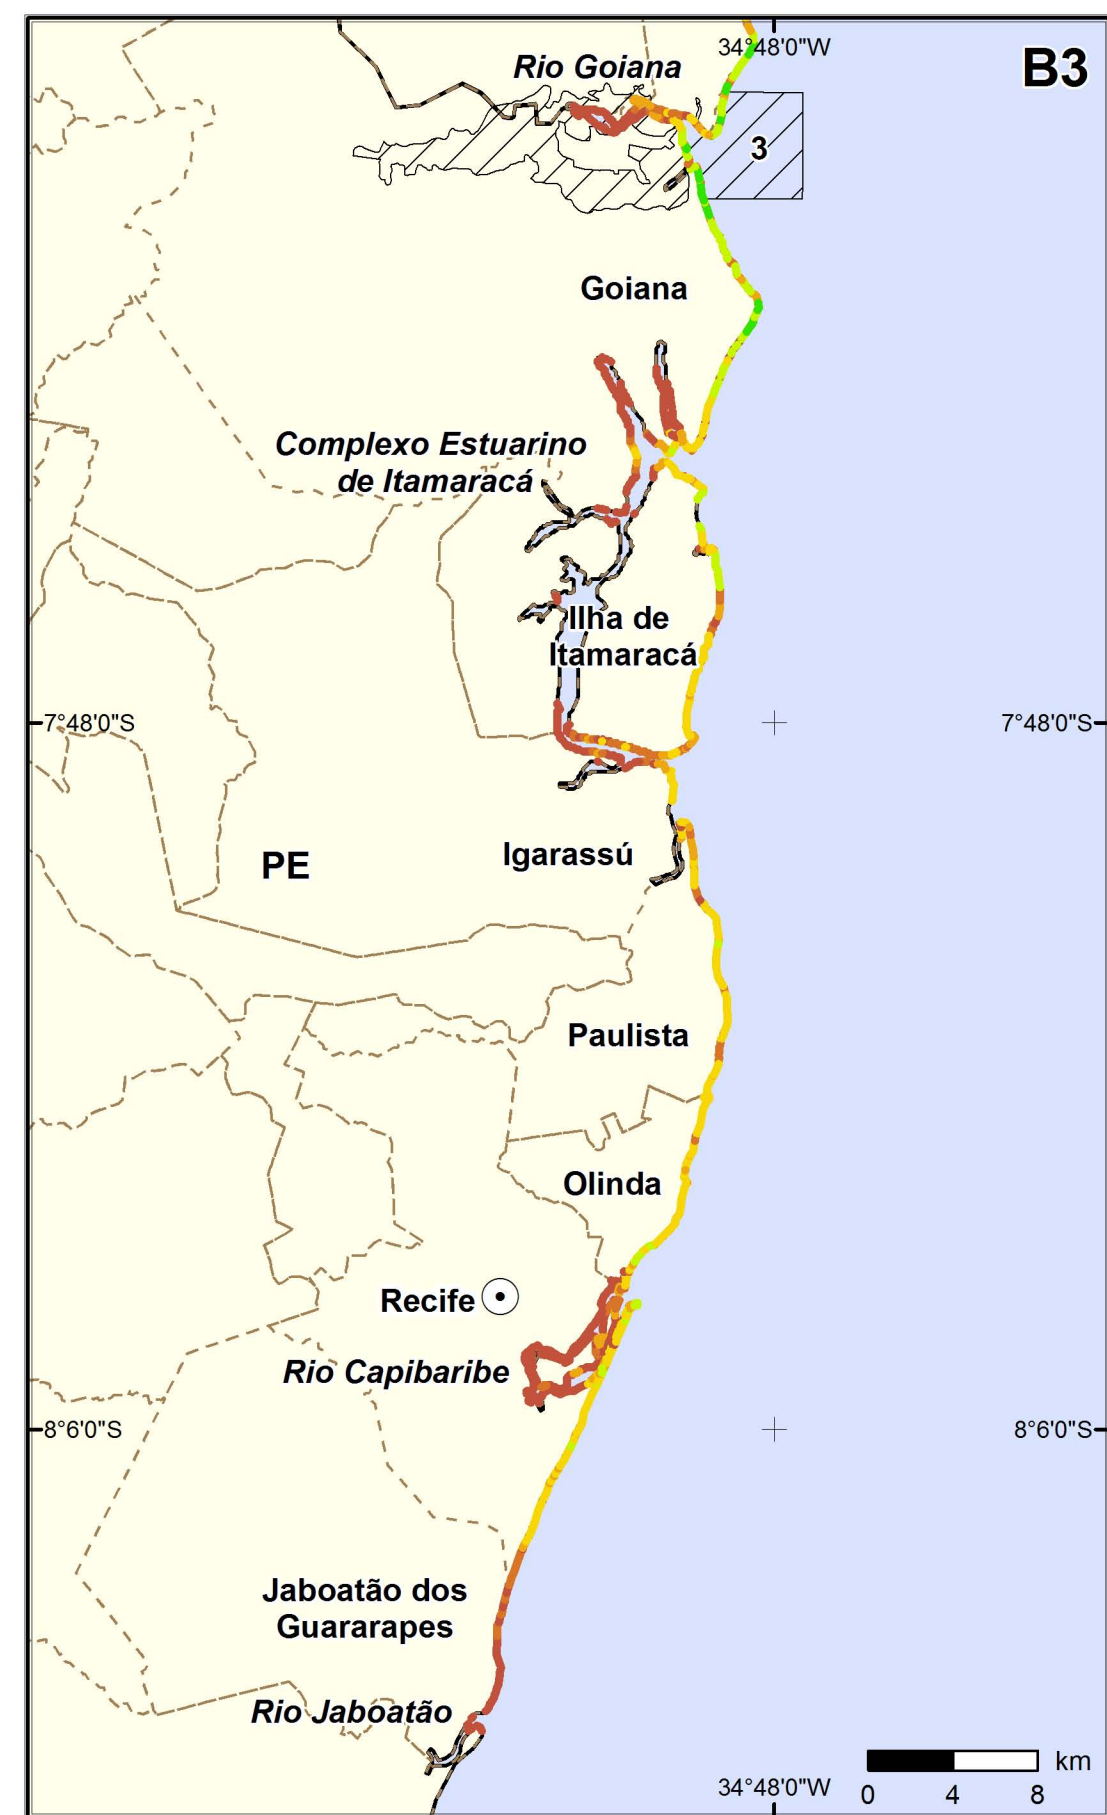 34°48'0"W
B3
Rio Goiana
3
Goiana
Complexo Estuarino
de Itamaracá
Ilha de
Itamaracá
7°48'0"S
7°48'0"S
Igarassú
PE
Paulista
Olinda
Recife
Rio Capibaribe
8°6'0"S
8°6'0"S
Jaboatão dos
Guararapes
Rio Jaboatão
km
34°48'0"W
0 4 8